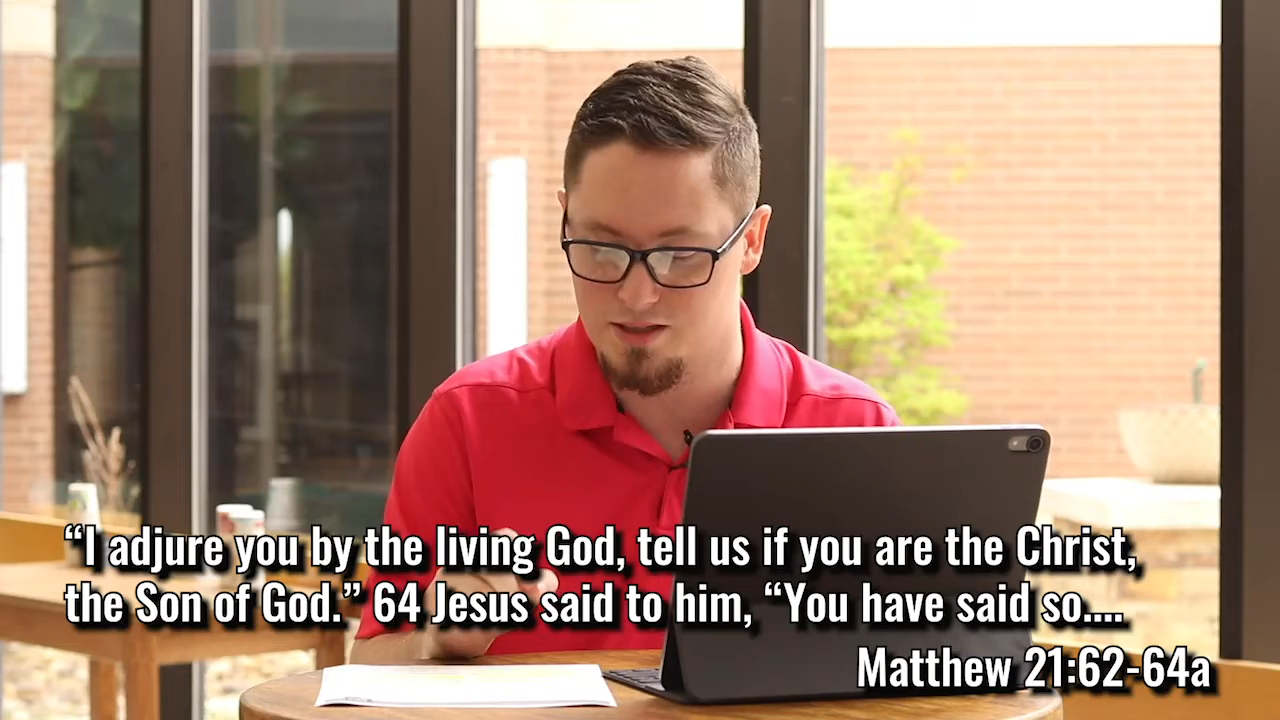 “I adjure you by the living God, tell us if you are the Christ,
the Son of God.” 64 Jesus said to him, “You have said so....
Matthew 21:62-64a